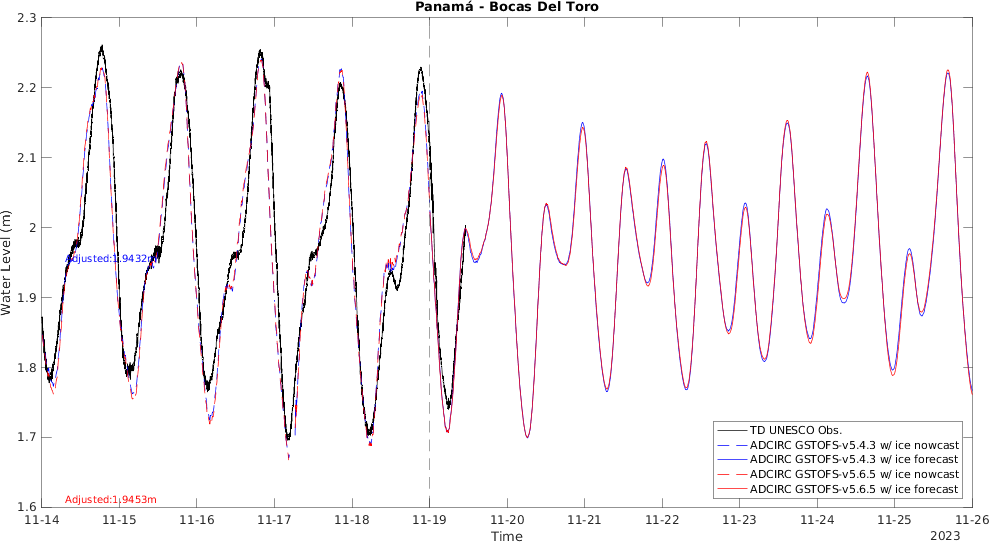 Panamá - Bocas Del Toro
2.3
2.2
2.1
2
1.9
1.8
1.7
1.6
Water Level (m)
Adjusted:1.9432m
Adjusted:1.9453m
TD UNESCO Obs.
ADCIRC GSTOFS-v5.4.3 w/ ice nowcast
ADCIRC GSTOFS-v5.4.3 w/ ice forecast
ADCIRC GSTOFS-v5.6.5 w/ ice nowcast
ADCIRC GSTOFS-v5.6.5 w/ ice forecast
11-14 11-15 11-16 11-17 11-18 11-19 11-20 11-21 11-22 11-23 11-24 11-25 11-26
Time
2023